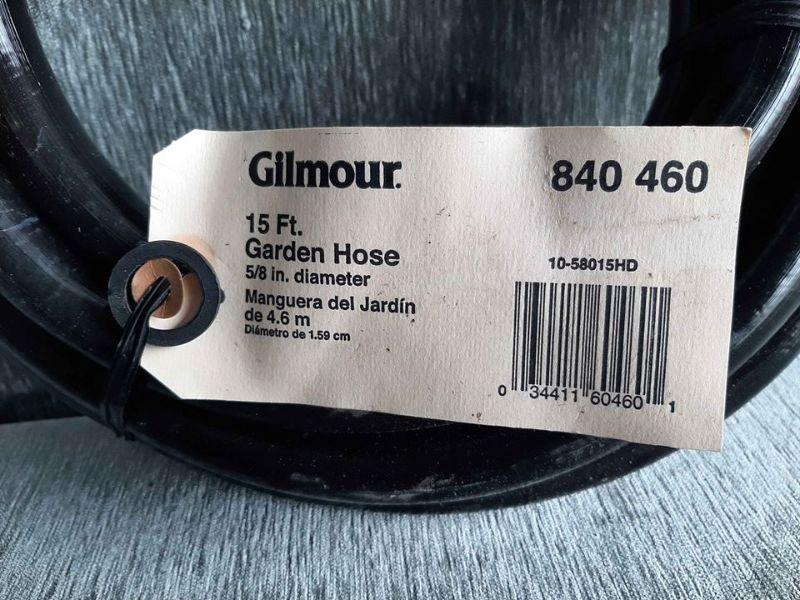 Gilmour.
840 460
15 Ft.
Garden Hose
5/8 in. diameter
Manguera del Jardín
de 4.6 m
Diámetro de 1.59 cm
10-58015HD
0 34411 60460 1